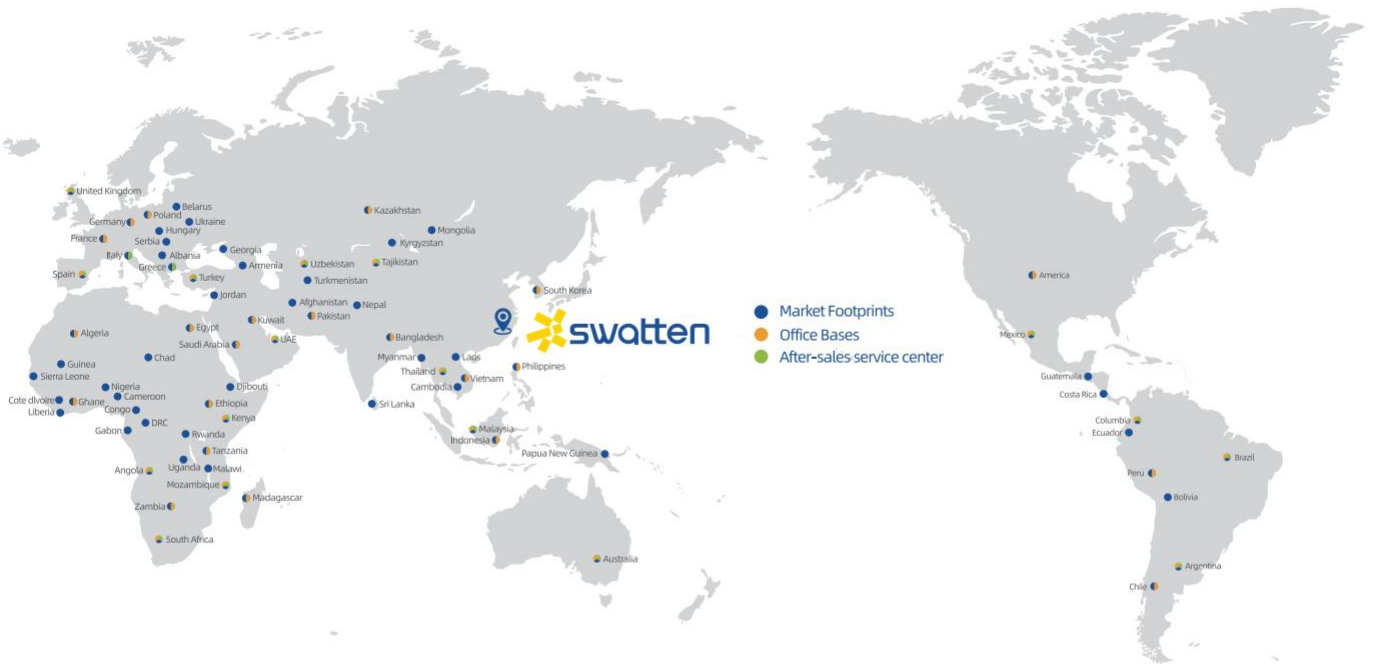 United Kingdom
Belarus
Poland
Germany
Ukraine
Hungary
France
Serbia
Italy
Albania
Georgia
Greece
Armenia
Spain
Turkey
Jordan
Kazakhstan
Mongolia
Kyrgyzstan
Uzbekistan
Tajikistan
Turkmenistan
Afghanistan
Nepal
Pakistan
South Korea
Kuwait
Egypt
Algeria
Saudi Arabia
UAE
Bangladesh
swatten
Market Footprints
Office Bases
After-sales service center
Chad
Guinea
Sierra Leone
Nigeria
Djibouti
Cameroon
Cote dlvoire
Ghane
Liberia
Congo
Ethiopia
DRC
Kenya
Gabon
Rwanda
Tanzania
Uganda
Malawi
Angola
Mozambique
Madagascar
Zambia
South Africa
Myanmar
Laos
Thailand
Vietnam
Cambodia
Philippines
Sri Lanka
Malaysia
Indonesia
Papua New Guinea
Australia
America
Mexico
Guatemala
Costa Rica
Columbia
Ecuador
Brazil
Peru
Bolivia
Argentina
Chile